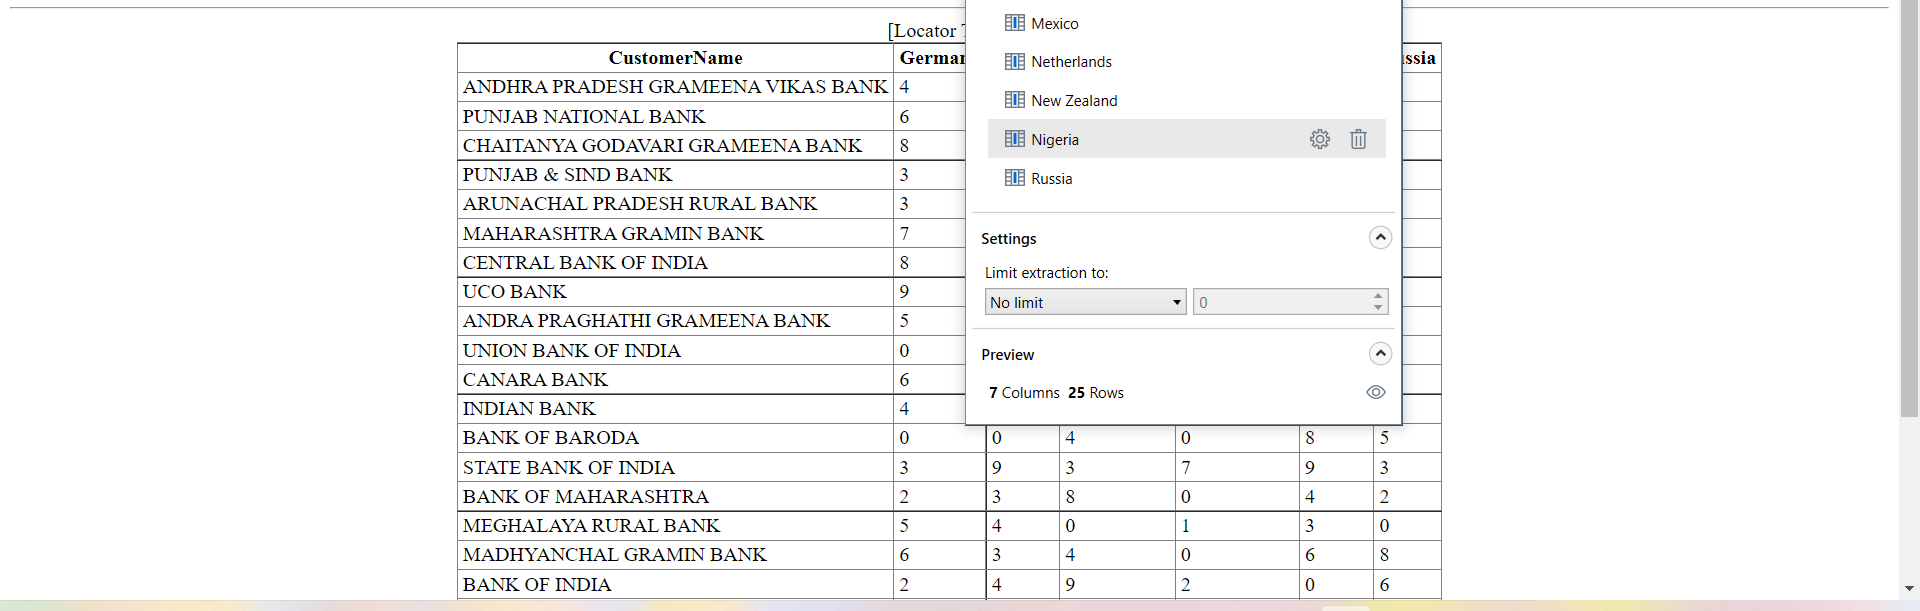 [Locator
CustomerName German ssia
ANDHRA PRADESH GRAMEENA VIKAS BANK 4
PUNJAB NATIONAL BANK 6
CHAITANYA GODAVARI GRAMEENA BANK 8
PUNJAB & SIND BANK 3
ARUNACHAL PRADESH RURAL BANK 3
MAHARASHTRA GRAMIN BANK 7
CENTRAL BANK OF INDIA 8
UCO BANK 9
ANDRA PRAGHATHI GRAMEENA BANK 5
UNION BANK OF INDIA 0
CANARA BANK 6
INDIAN BANK 4
BANK OF BARODA 0 0 4 0 8 5
STATE BANK OF INDIA 3 9 3 7 9 3
BANK OF MAHARASHTRA 2 3 8 0 4 2
MEGHALAYA RURAL BANK 5 4 0 1 3 0
MADHYANCHAL GRAMIN BANK 6 3 4 0 6 8
BANK OF INDIA 2 4 9 2 0 6
Mexico
Netherlands
New Zealand
Nigeria
Russia
Settings
Limit extraction to:
No limit 0
Preview
7 Columns 25 Rows